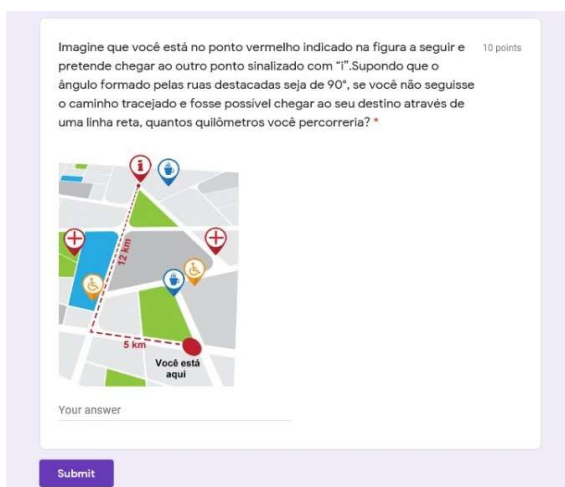 Imagine que você está no ponto vermelho indicado na figura a seguir e
10 points
pretende chegar ao outro ponto sinalizado com "i".Supondo que o
ângulo formado pelas ruas destacadas seja de 90°, se você não seguisse
o caminho tracejado e fosse possível chegar ao seu destino através de
uma linha reta, quantos quilômetros você percorreria? *
i
12 km
5 km
Você está
aqui
Your answer
Submit